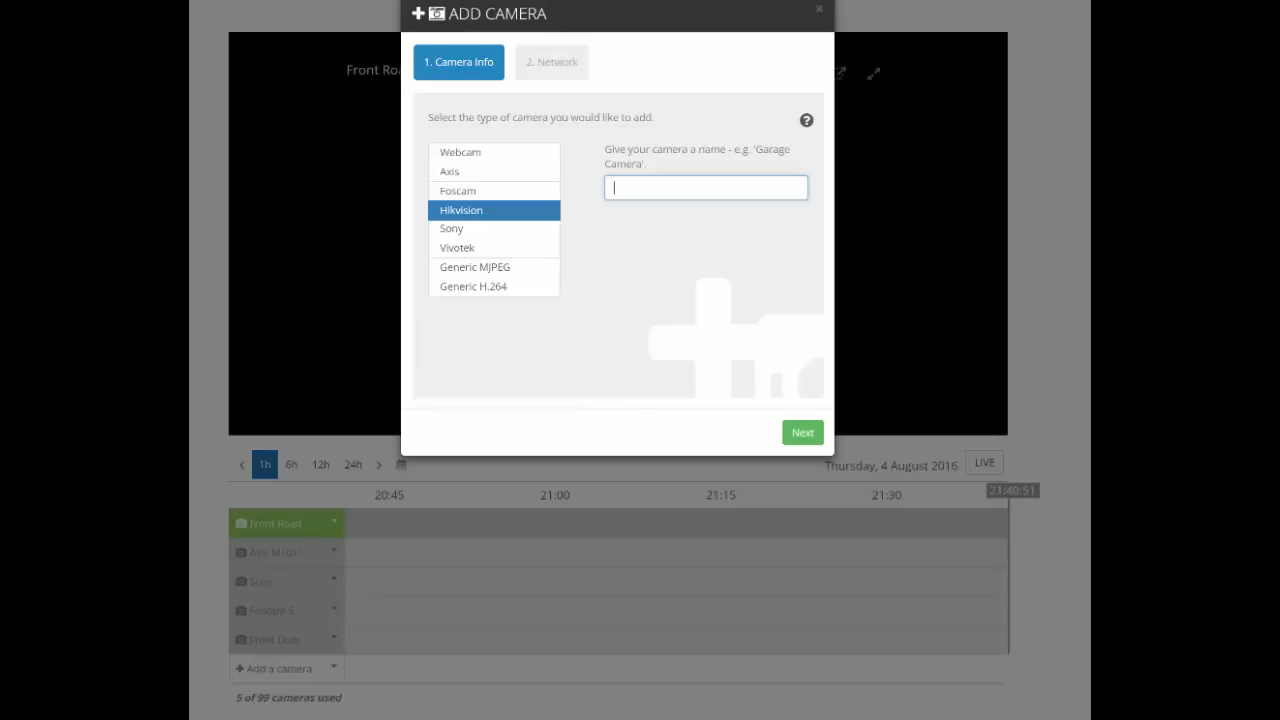 ADD CAMERA
×
1. Camera Info
2. Network
Front Roa
Select the type of camera you would like to add.
?
Webcam
Axis
Foscam
Hikvision
Sony
Vivotek
Generic MJPEG
Generic H.264
Give your camera a name - e.g. 'Garage
Camera'.
Next
1h 6h 12h 24h
Thursday, 4 August 2016
LIVE
20:45 21:00 21:15 21:30
21:40:51
Front Road
Axis M1011
Sony
Foscam 5
Front Door
Add a camera
5 of 99 cameras used